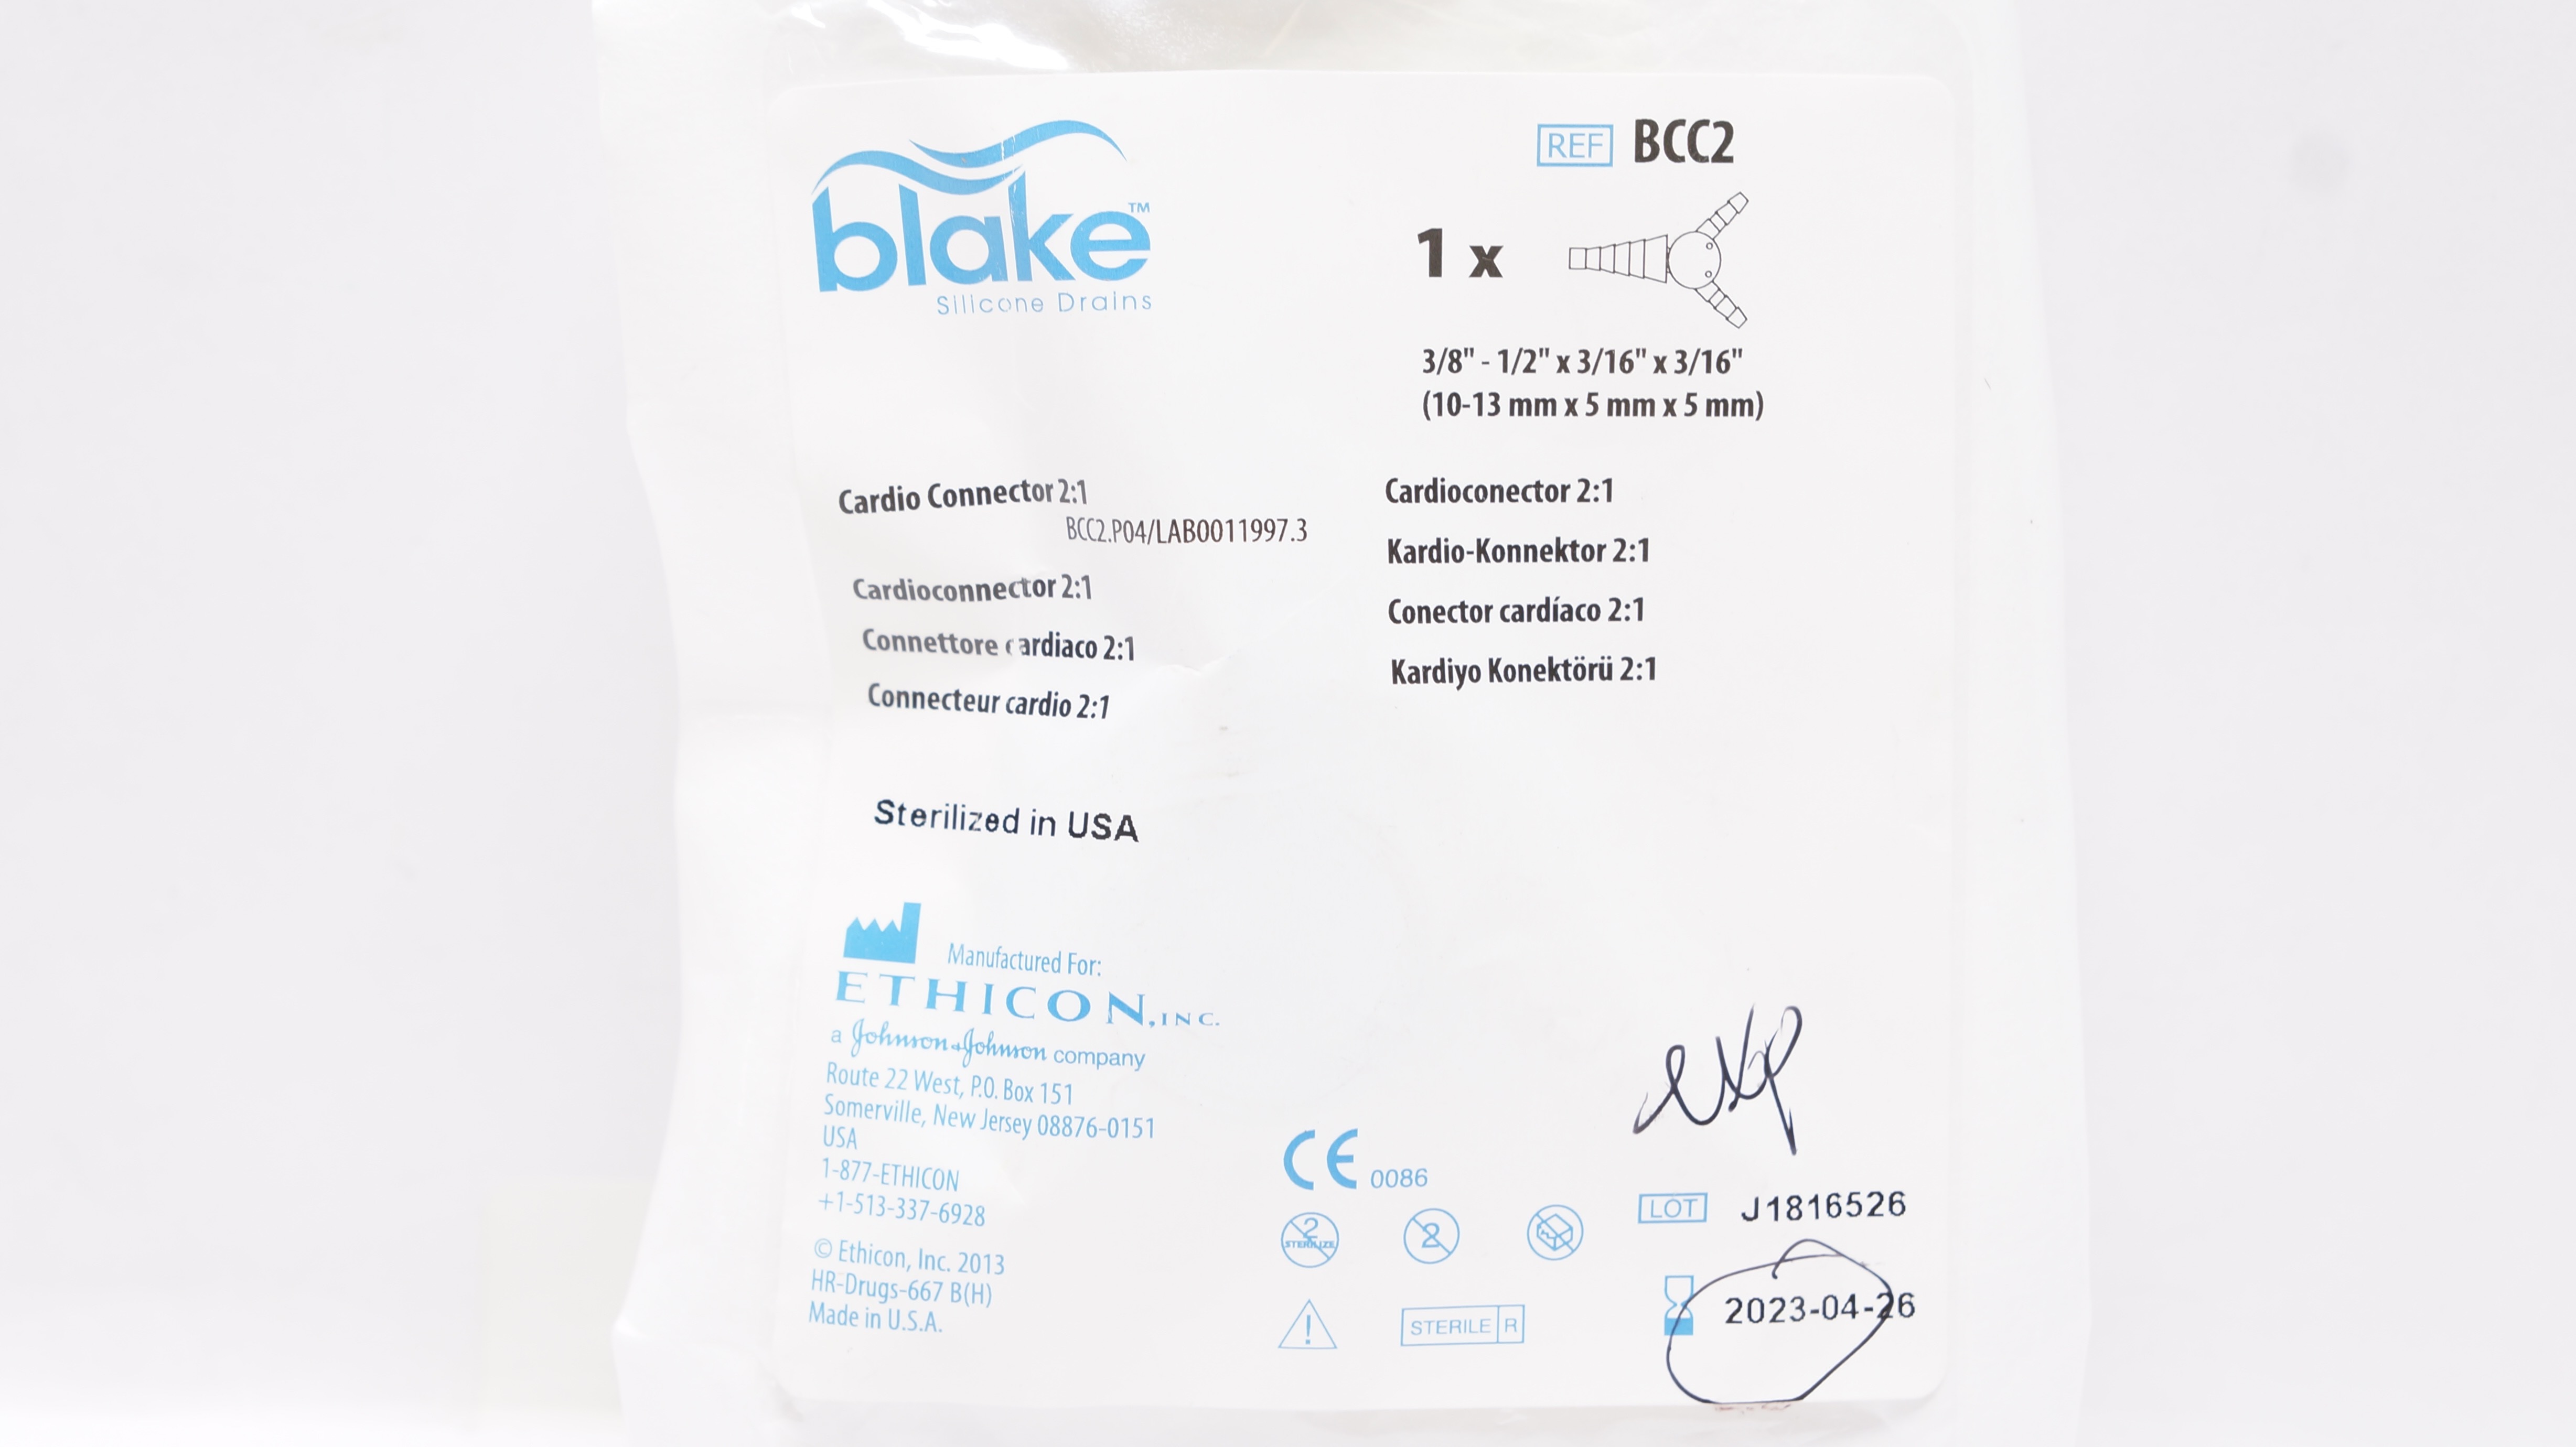 blake™
Silicone Drains
REF BCC2
1 x
3/8" - 1/2" x 3/16" x 3/16"
(10-13 mm x 5 mm x 5 mm)
Cardio Connector 2:1
BCC2.P04/LAB0011997.3
Cardioconnector 2:1
Connettore cardiaco 2:1
Connecteur cardio 2:1
Cardioconector 2:1
Kardio-Konnektor 2:1
Conector cardíaco 2:1
Kardiyo Konektörü 2:1
Sterilized in USA
Manufactured For:
ETHICON, INC.
a Johnson & Johnson company
Route 22 West, P.O. Box 151
Somerville, New Jersey 08876-0151
USA
1-877-ETHICON
+1-513-337-6928
© Ethicon, Inc. 2013
HR-Drugs-667 B(H)
Made in U.S.A.
CE 0086
2 STERILIZE
2
STERILE R
exp
LOT J1816526
2023-04-26